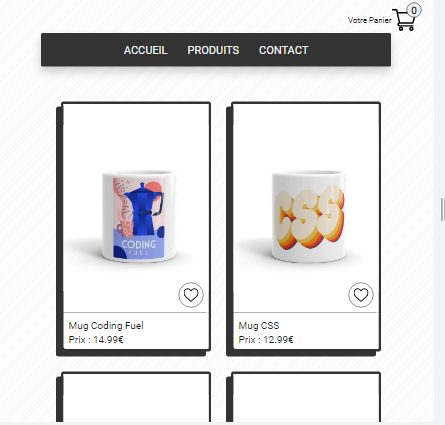 Votre Panier
0
ACCUEIL PRODUITS CONTACT
CODING
FUEL
CSS
Mug Coding Fuel
Prix : 14.99€
Mug CSS
Prix : 12.99€